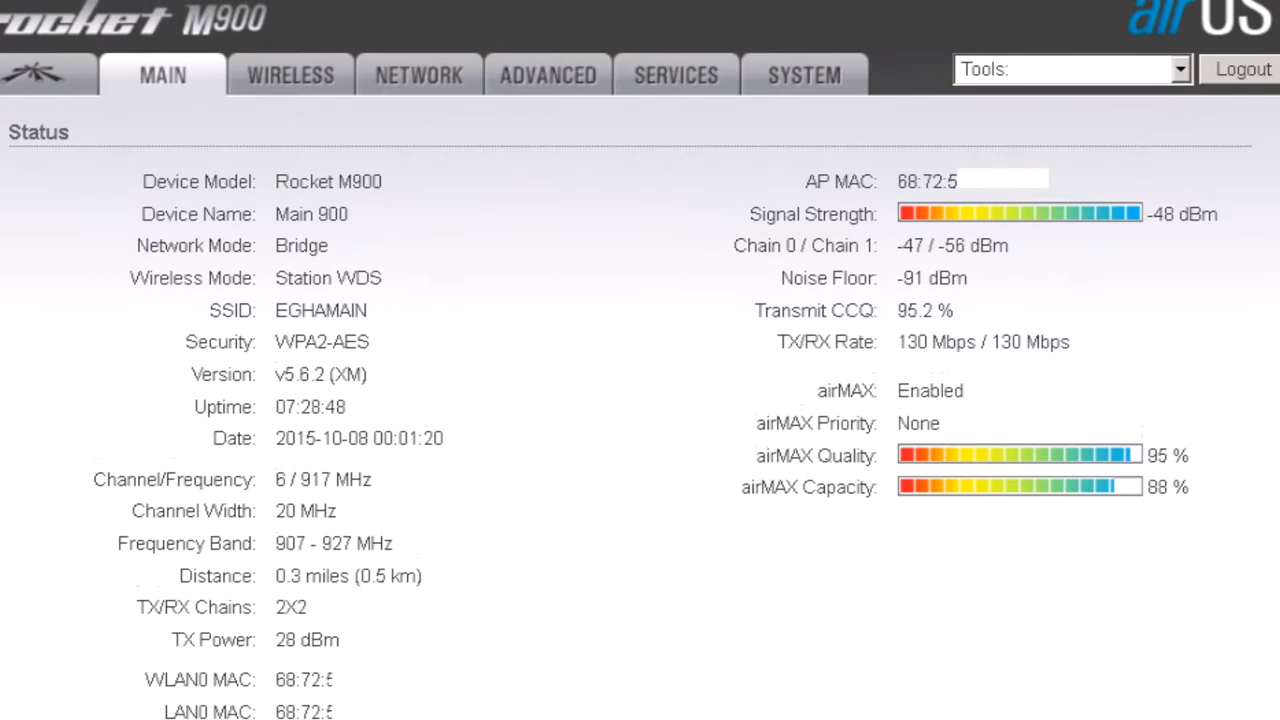 rocket M900
air OS
MAIN WIRELESS NETWORK ADVANCED SERVICES SYSTEM Tools: Logout
Status
Device Model: Rocket M900
Device Name: Main 900
Network Mode: Bridge
Wireless Mode: Station WDS
SSID: EGHAMAIN
Security: WPA2-AES
Version: v5.6.2 (XM)
Uptime: 07:28:48
Date: 2015-10-08 00:01:20
Channel/Frequency: 6 / 917 MHz
Channel Width: 20 MHz
Frequency Band: 907 - 927 MHz
Distance: 0.3 miles (0.5 km)
TX/RX Chains: 2X2
TX Power: 28 dBm
WLAN0 MAC: 68:72:5
LAN0 MAC: 68:72:5
AP MAC: 68:72:5
Signal Strength: -48 dBm
Chain 0 / Chain 1: -47 / -56 dBm
Noise Floor: -91 dBm
Transmit CCQ: 95.2 %
TX/RX Rate: 130 Mbps / 130 Mbps
airMAX: Enabled
airMAX Priority: None
airMAX Quality: 95 %
airMAX Capacity: 88 %